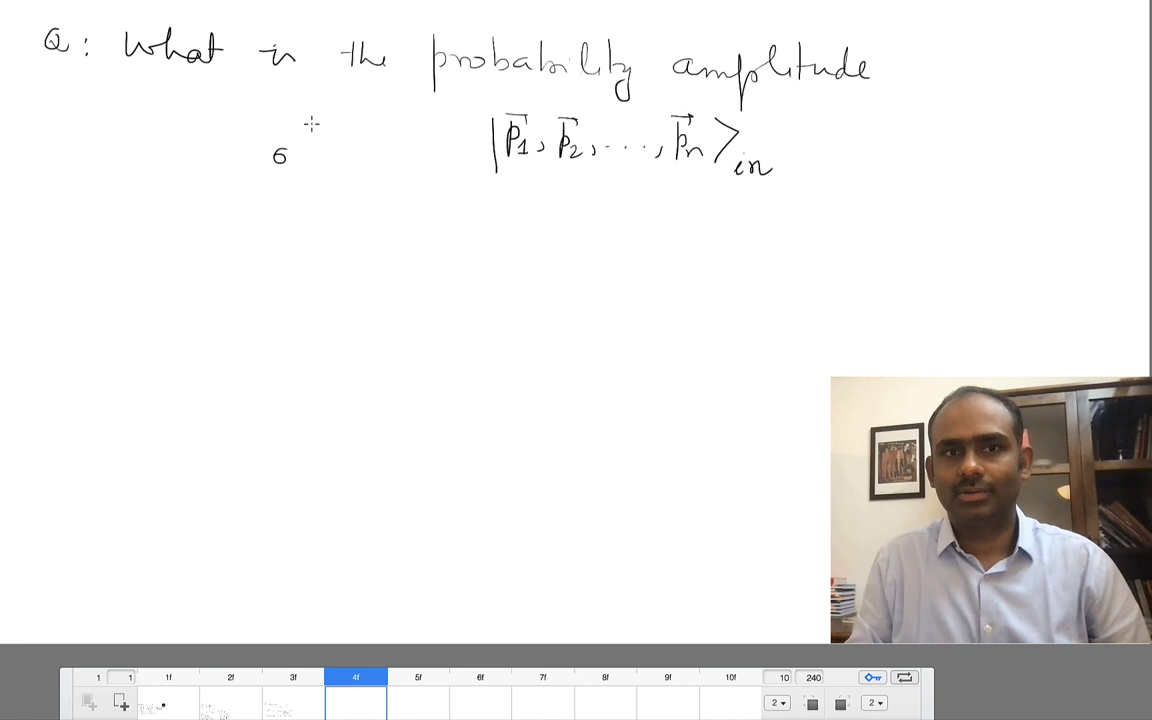 Q: What is the probability amplitude
6 |p⃗1, p⃗2, ..., p⃗n>in
1 1 1f 2f 3f 4f 5f 6f 7f 8f 9f 10f 10 240
2 2